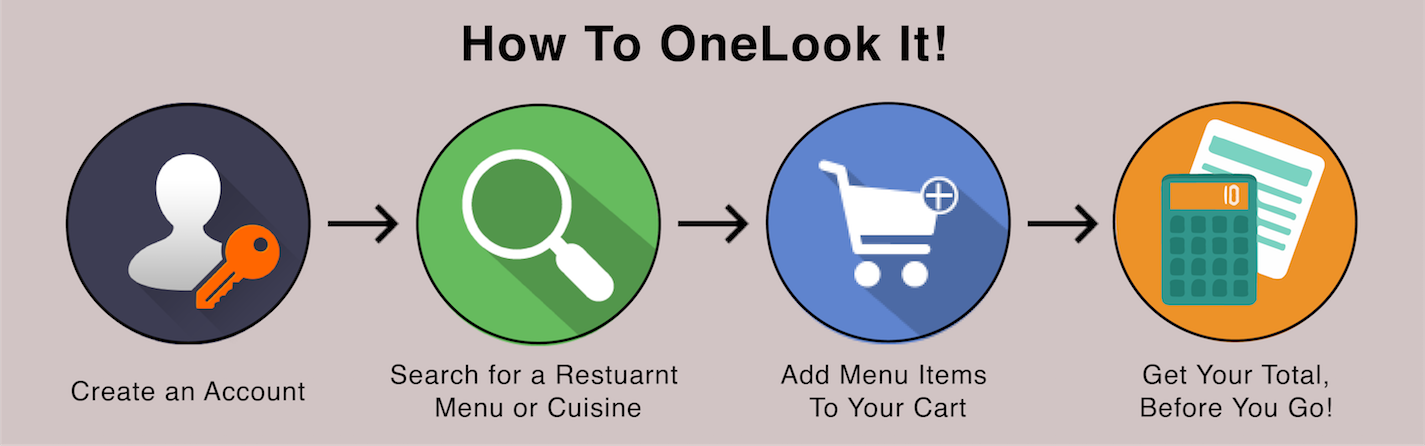 How To OneLook It!
10
Create an Account
Search for a Restuarnt
Menu or Cuisine
Add Menu Items
To Your Cart
Get Your Total,
Before You Go!